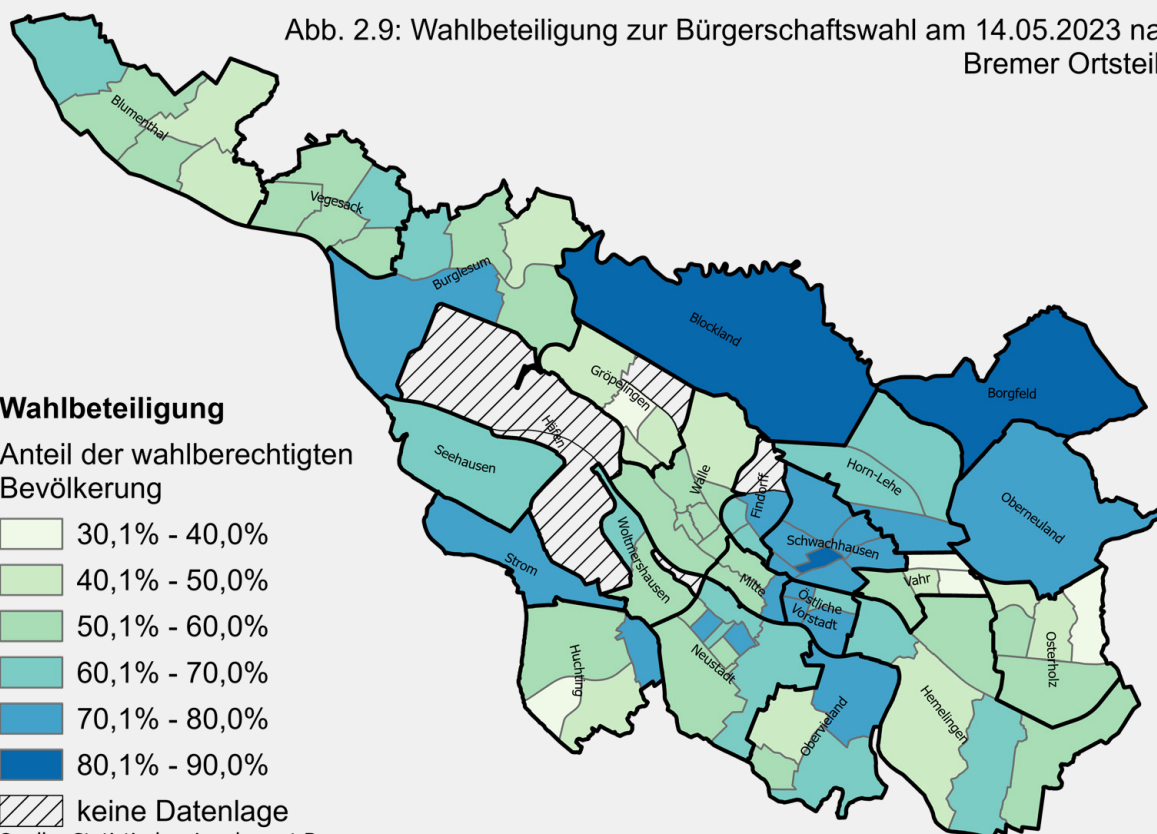 Abb. 2.9: Wahlbeteiligung zur Bürgerschaftswahl am 14.05.2023
Bremer
Blumenthal
Vegesack
Burglesum
Blockland
Borgfeld
Gröpelingen
Häfen
Seehausen
Walle
Findorff
Horn-Lehe
Oberneuland
Schwachhausen
Strom
Woltmershausen
Mitte
Östliche
Vorstadt
Vahr
Osterholz
Huchting
Neustadt
Obervieland
Hemelingen
Wahlbeteiligung
Anteil der wahlberechtigten
Bevölkerung
30,1% - 40,0%
40,1% - 50,0%
50,1% - 60,0%
60,1% - 70,0%
70,1% - 80,0%
80,1% - 90,0%
keine Datenlage